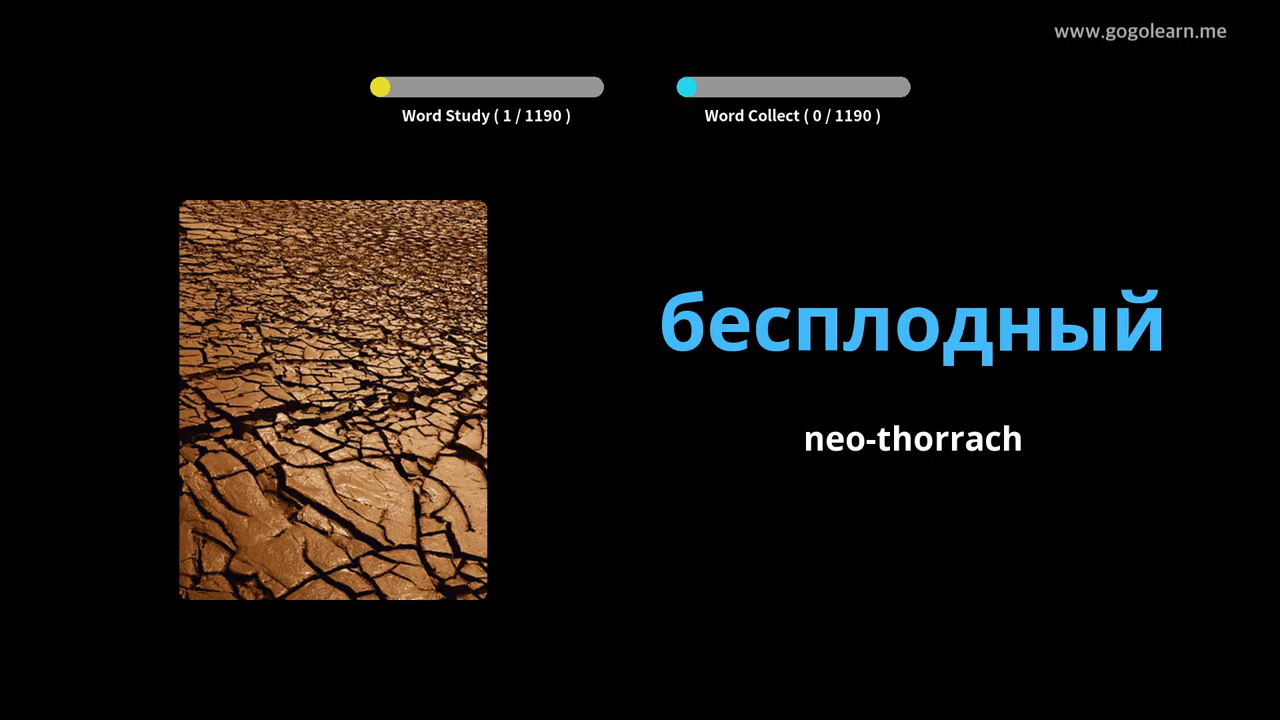 www.gogolearn.me
Word Study ( 1 / 1190 )
Word Collect ( 0 / 1190 )
бесплодный
neo-thorrach